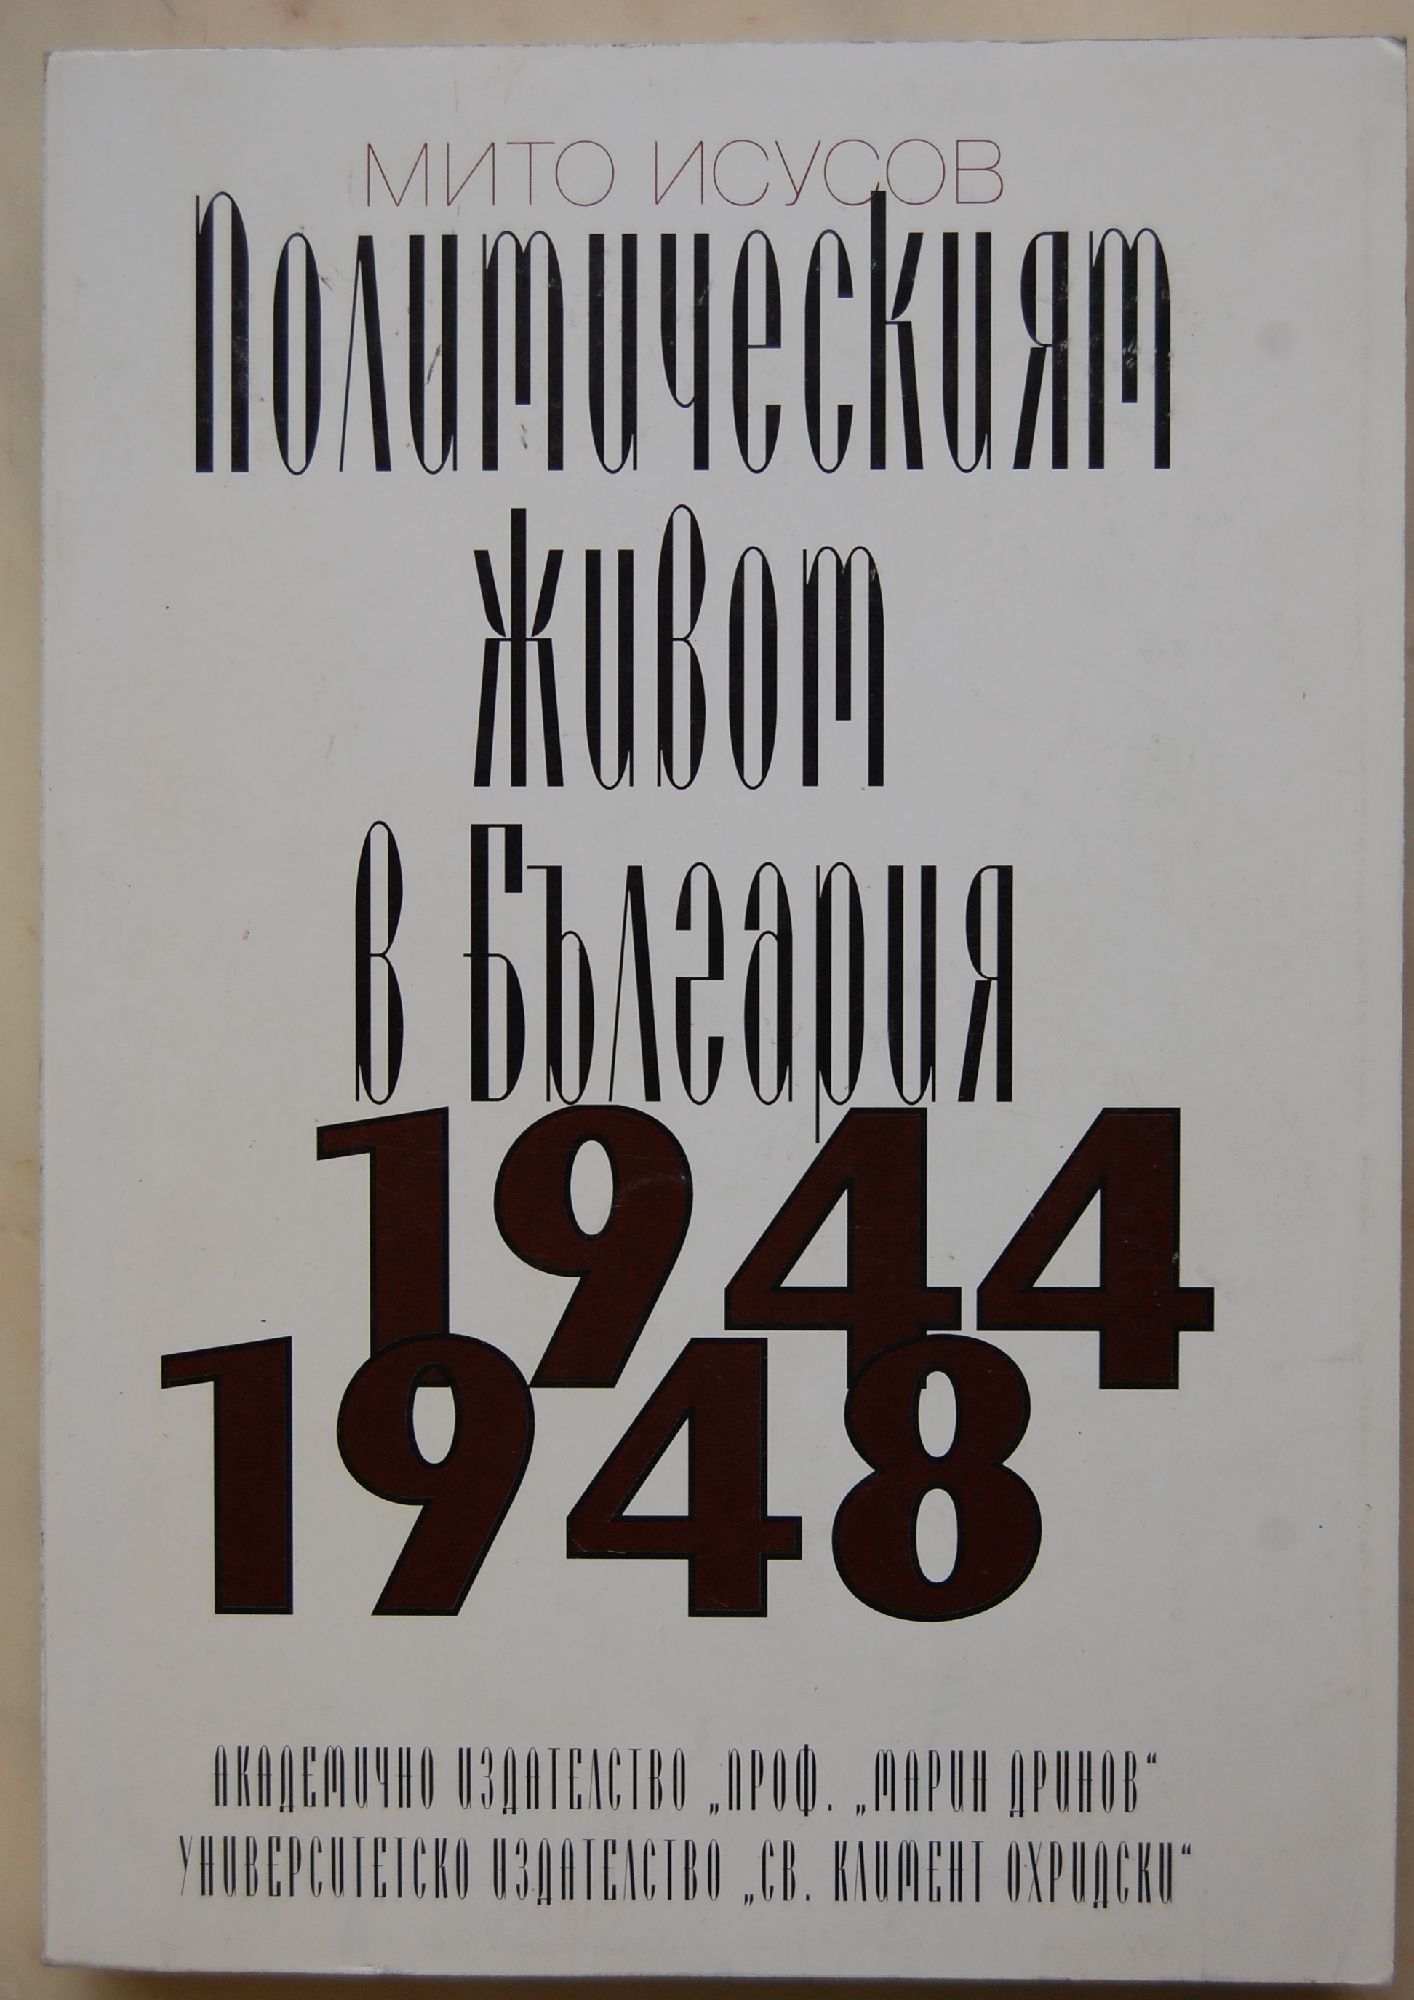 МИТО ИСУСОВ
Политическият
живот
в България
1944
1948
АКАДЕМИЧНО ИЗДАТЕЛСТВО „ПРОФ. „МАРИН ДРИНОВ“
УНИВЕРСИТЕТСКО ИЗДАТЕЛСТВО „СВ. КЛИМЕНТ ОХРИДСКИ“